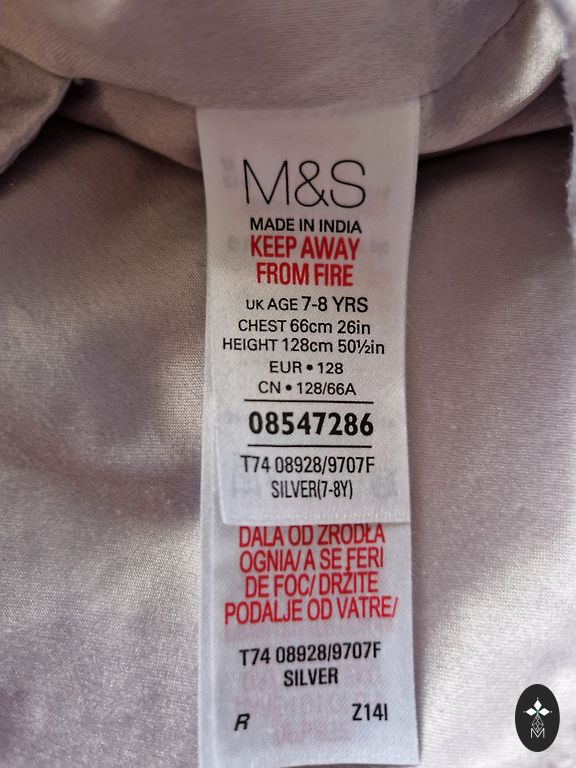 M&S
MADE IN INDIA
KEEP AWAY
FROM FIRE
UK AGE 7-8 YRS
CHEST 66cm 26in
HEIGHT 128cm 50½in
EUR • 128
CN • 128/66A
08547286
T74 08928/9707F
SILVER(7-8Y)
DALA OD ZRODŁA
OGNIA/ A SE FERI
DE FOC/ DRŽITE
PODALJE OD VATRE/
T74 08928/9707F
SILVER
R Z14I
M